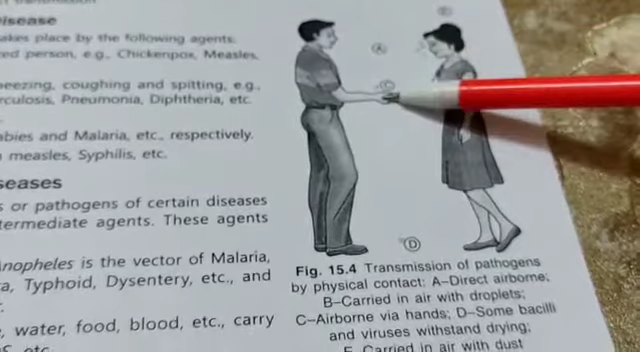 isease
akes place by the following agents.
ed person, e.g., Chickenpox, Measles,
neezing, coughing and spitting, e.g.,
rculosis, Pneumonia, Diphtheria, etc.
abies and Malaria, etc., respectively.
measles, Syphilis, etc.
seases
s or pathogens of certain diseases
termediate agents. These agents
nopheles is the vector of Malaria,
a, Typhoid, Dysentery, etc., and
, water, food, blood, etc., carry
etc.
A
C
D
Fig. 15.4 Transmission of pathogens
by physical contact: A–Direct airborne;
B–Carried in air with droplets;
C–Airborne via hands; D–Some bacilli
and viruses withstand drying;
E–Carried in air with dust